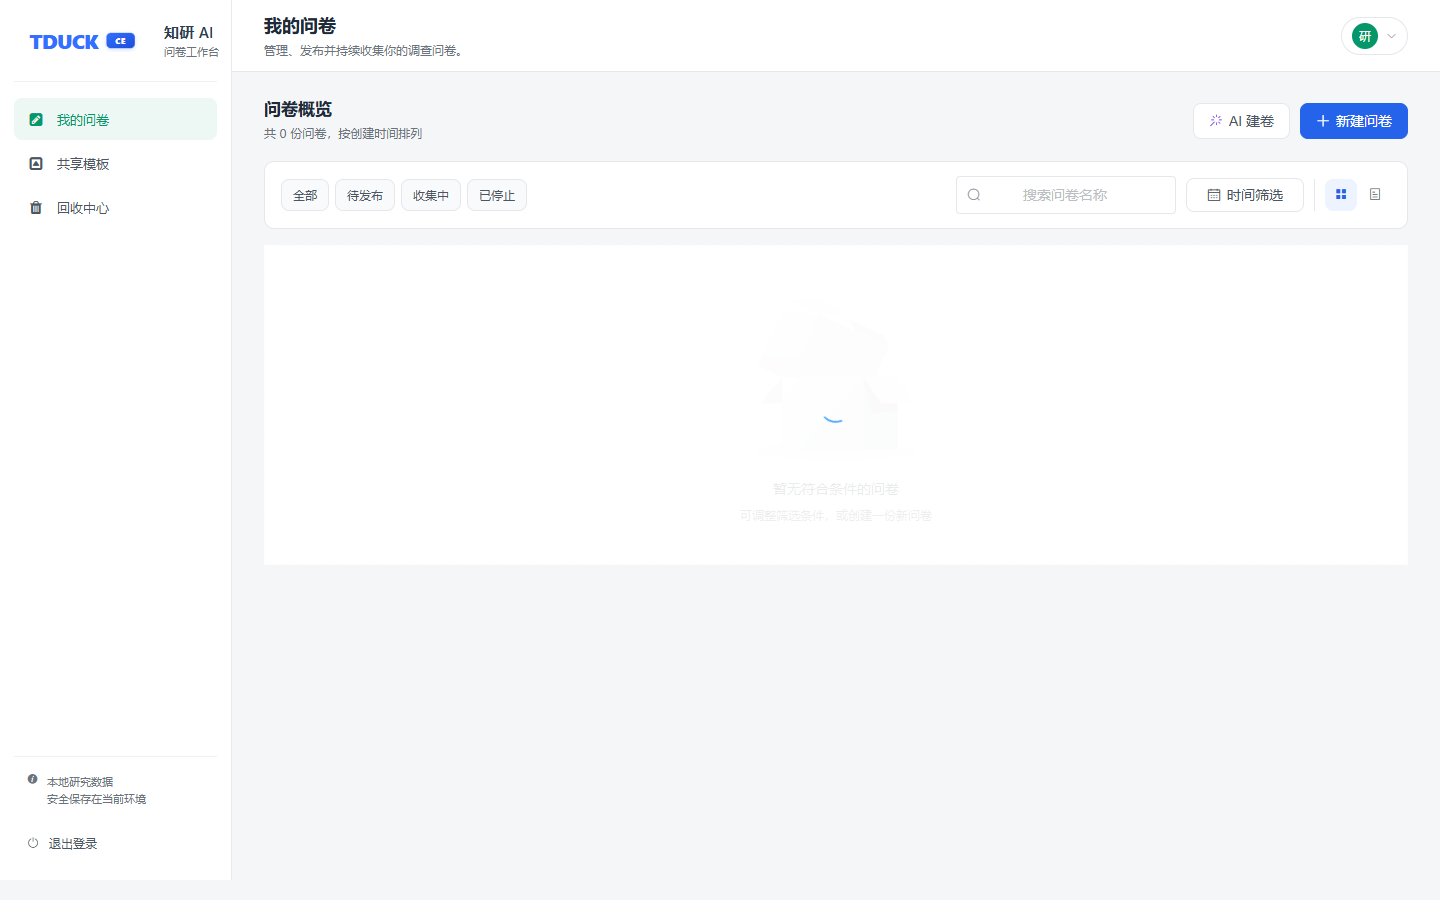 TDUCK CE
知研 AI
问卷工作台
我的问卷
共享模板
回收中心
本地研究数据
安全保存在当前环境
退出登录
我的问卷
管理、发布并持续收集你的调查问卷。
研
问卷概览
共 0 份问卷，按创建时间排列
AI 建卷
新建问卷
全部
待发布
收集中
已停止
搜索问卷名称
时间筛选
暂无符合条件的问卷
可调整筛选条件，或创建一份新问卷